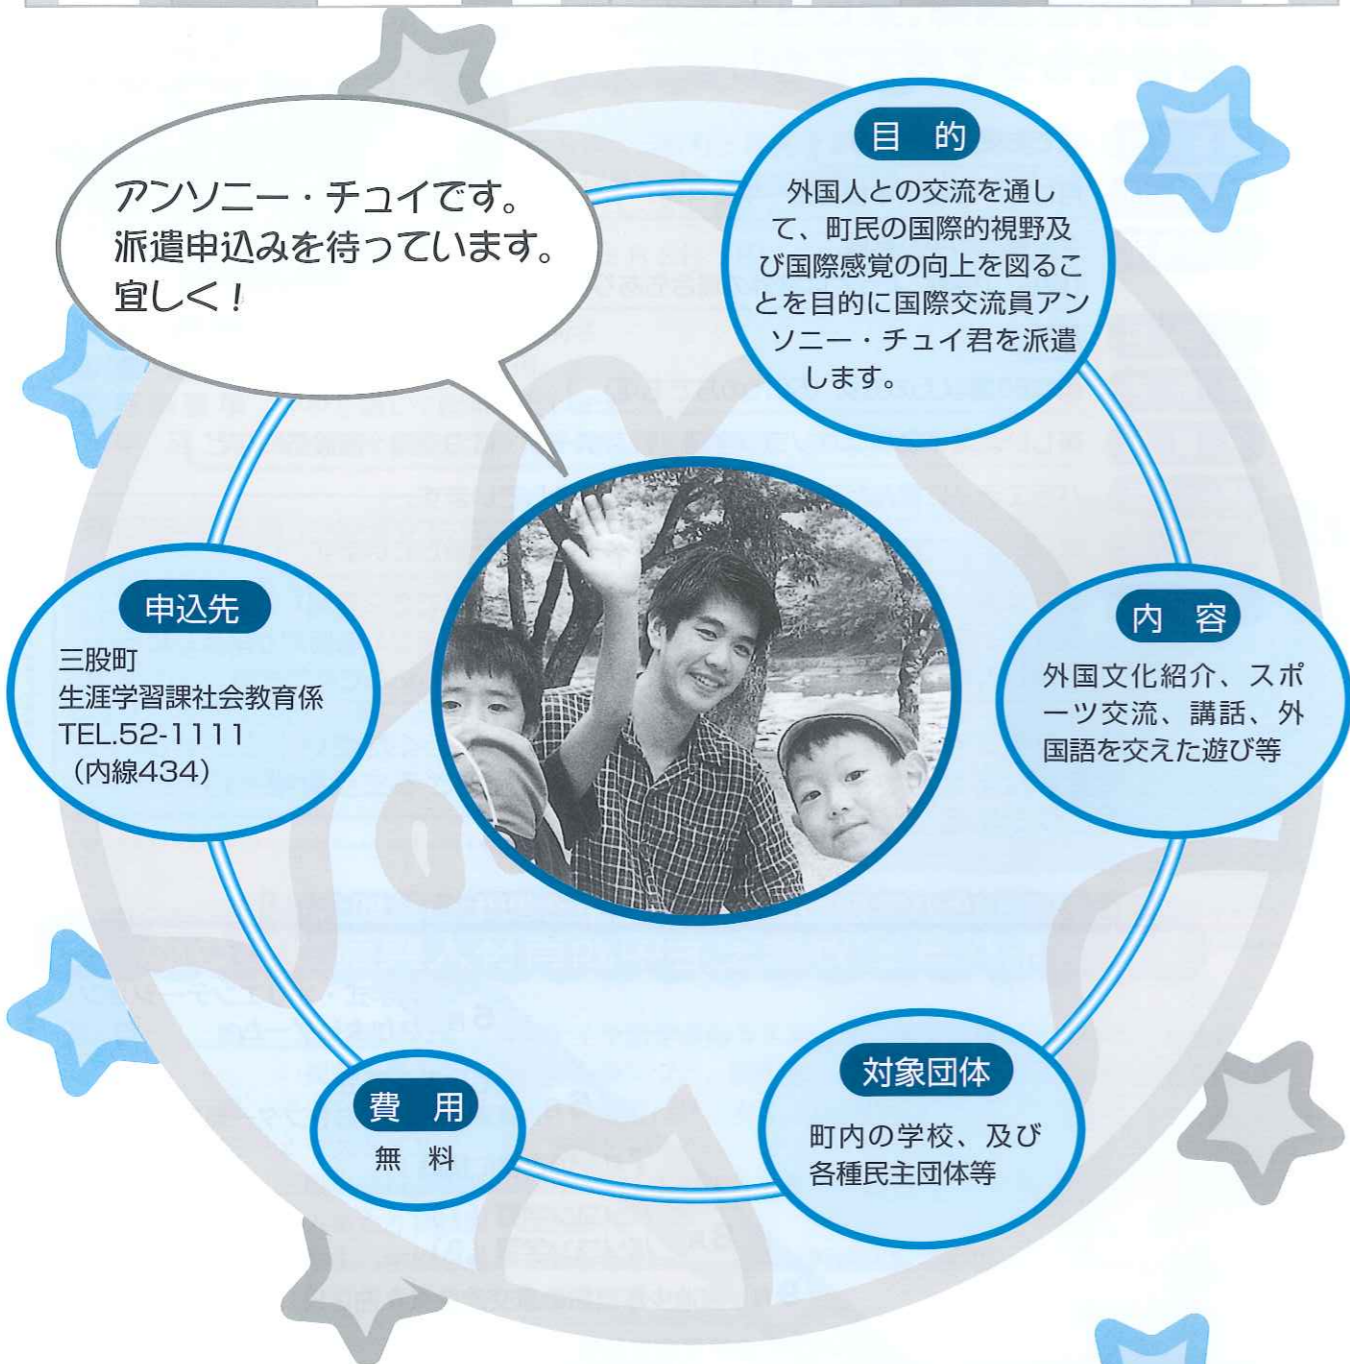 アンソニー・チュイです。
派遣申込みを待っています。
宜しく！
目 的
外国人との交流を通し
て、町民の国際的視野及
び国際感覚の向上を図るこ
とを目的に国際交流員アン
ソニー・チュイ君を派遣
します。
内 容
外国文化紹介、スポ
ーツ交流、講話、外
国語を交えた遊び等
対象団体
町内の学校、及び
各種民主団体等
費 用
無 料
申込先
三股町
生涯学習課社会教育係
TEL.52-1111
（内線434）